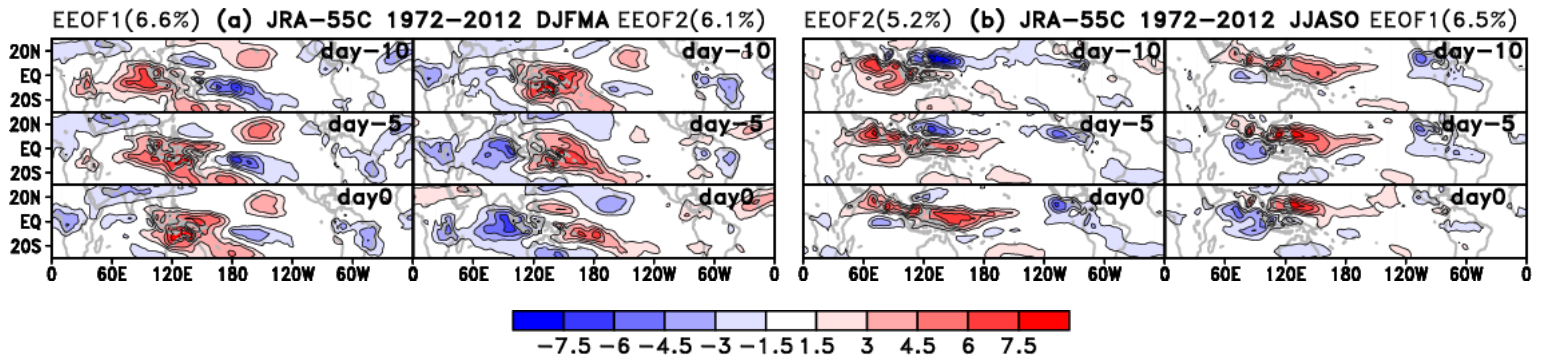 EEOF1(6.6%) (a) JRA-55C 1972-2012 DJFMA EEOF2(6.1%) EEOF2(5.2%) (b) JRA-55C 1972-2012 JJASO EEOF1(6.5%)
20N day-10 day-10 day-10 day-10
EQ
20S
20N day-5 day-5 day-5 day-5
EQ
20S
20N day0 day0 day0 day0
EQ
20S
0 60E 120E 180 120W 60W 0 60E 120E 180 120W 60W 0 0 60E 120E 180 120W 60W 0 60E 120E 180 120W 60W 0
-7.5 -6 -4.5 -3 -1.5 1.5 3 4.5 6 7.5